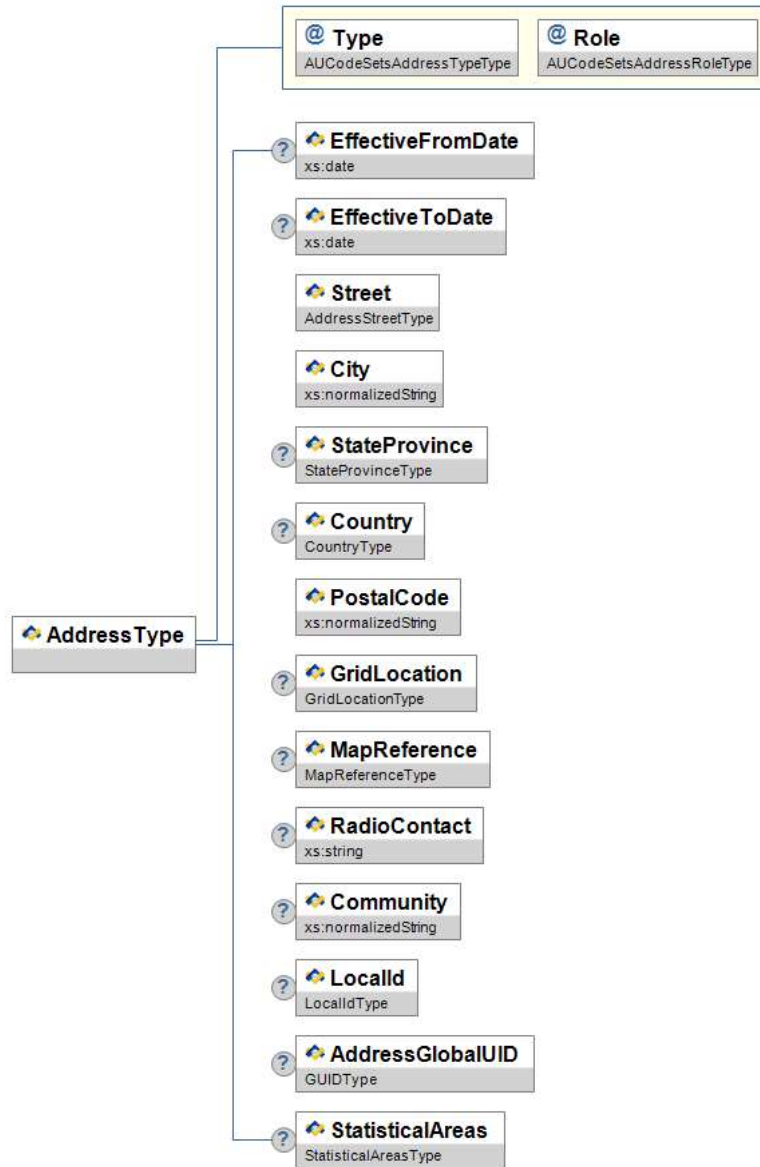 @ Type
AUCodeSetsAddressTypeType
@ Role
AUCodeSetsAddressRoleType
? EffectiveFromDate
xs:date
? EffectiveToDate
xs:date
Street
AddressStreetType
City
xs:normalizedString
? StateProvince
StateProvinceType
? Country
CountryType
PostalCode
xs:normalizedString
AddressType
? GridLocation
GridLocationType
? MapReference
MapReferenceType
? RadioContact
xs:string
? Community
xs:normalizedString
? LocalId
LocalIdType
? AddressGlobalUID
GUIDType
? StatisticalAreas
StatisticalAreasType